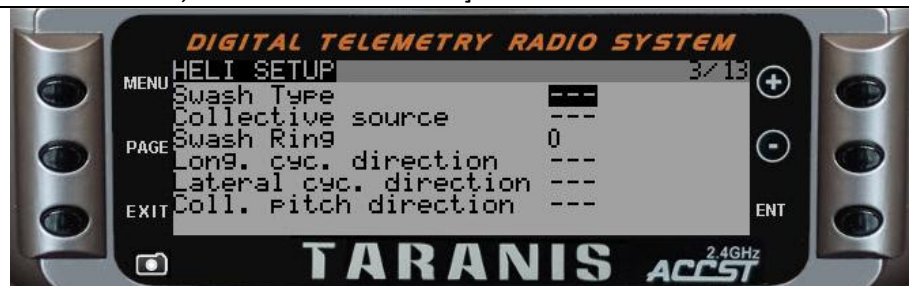 DIGITAL TELEMETRY RADIO SYSTEM
MENU
HELI SETUP 3/13
Swash Type ---
Collective source ---
PAGE
Swash Ring 0
Long. cyc. direction ---
Lateral cyc. direction ---
EXIT
Coll. pitch direction ---
ENT
TARANIS
ACCST 2.4GHz
+
-